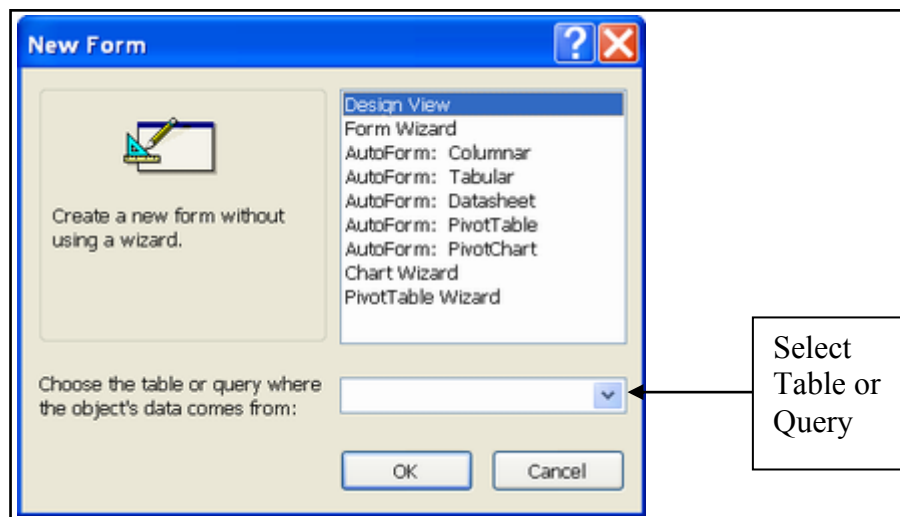 New Form
Design View
Form Wizard
AutoForm: Columnar
AutoForm: Tabular
AutoForm: Datasheet
AutoForm: PivotTable
AutoForm: PivotChart
Chart Wizard
PivotTable Wizard
Create a new form without
using a wizard.
Choose the table or query where
the object's data comes from:
OK
Cancel
Select
Table or
Query